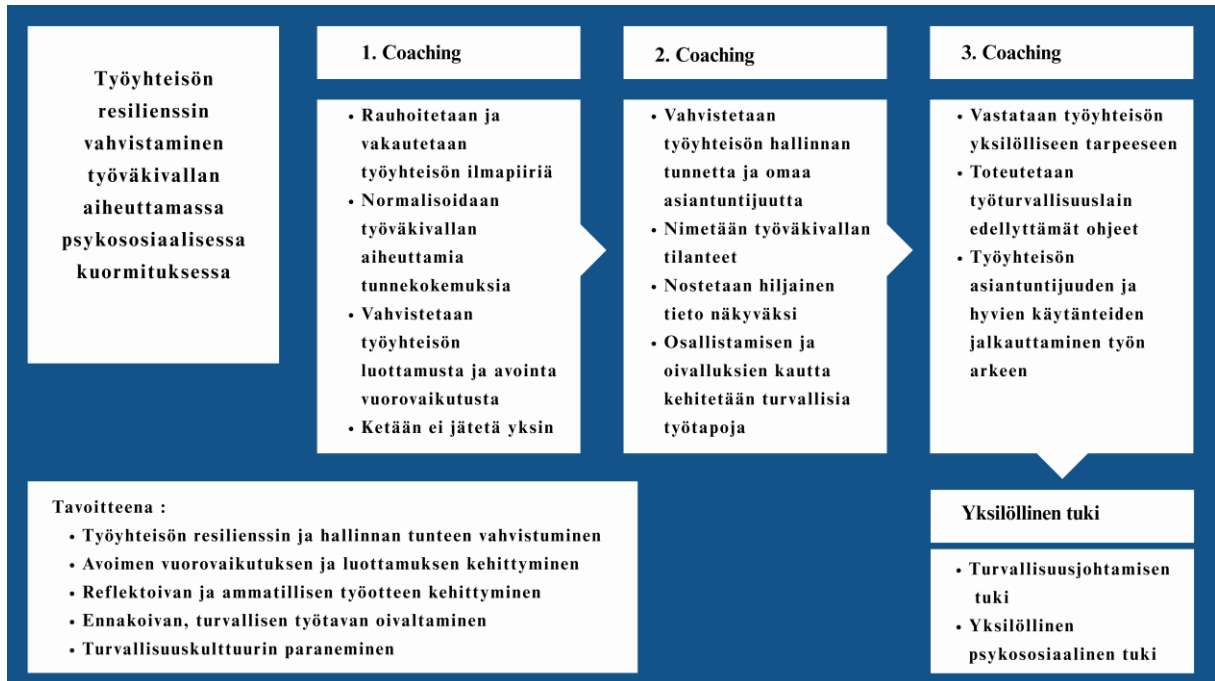 Työyhteisön
resilienssin
vahvistaminen
työväkivallan
aiheuttamassa
psykososiaalisessa
kuormituksessa
1. Coaching
• Rauhoitetaan ja
vakautetaan
työyhteisön ilmapiiriä
• Normalisoidaan
työväkivallan
aiheuttamia
tunnekokemuksia
• Vahvistetaan
työyhteisön
luottamusta ja avointa
vuorovaikutusta
• Ketään ei jätetä yksin
2. Coaching
• Vahvistetaan
työyhteisön hallinnan
tunnetta ja omaa
asiantuntijuutta
• Nimetään työväkivallan
tilanteet
• Nostetaan hiljainen
tieto näkyväksi
• Osallistamisen ja
oivalluksien kautta
kehitetään turvallisia
työtapoja
3. Coaching
• Vastataan työyhteisön
yksilölliseen tarpeeseen
• Toteutetaan
työturvallisuuslain
edellyttämät ohjeet
• Työyhteisön
asiantuntijuuden ja
hyvien käytänteiden
jalkauttaminen työn
arkeen
Tavoitteena :
• Työyhteisön resilienssin ja hallinnan tunteen vahvistuminen
• Avoimen vuorovaikutuksen ja luottamuksen kehittyminen
• Reflektoivan ja ammatillisen työotteen kehittyminen
• Ennakoivan, turvallisen työtavan oivaltaminen
• Turvallisuuskulttuurin paraneminen
Yksilöllinen tuki
• Turvallisuusjohtamisen
tuki
• Yksilöllinen
psykososiaalinen tuki